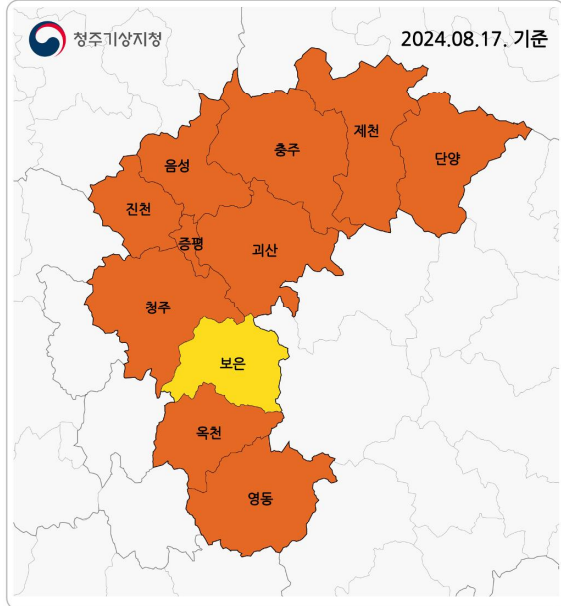 청주기상지청
2024.08.17. 기준
제천
충주
단양
음성
진천
증평
괴산
청주
보은
옥천
영동